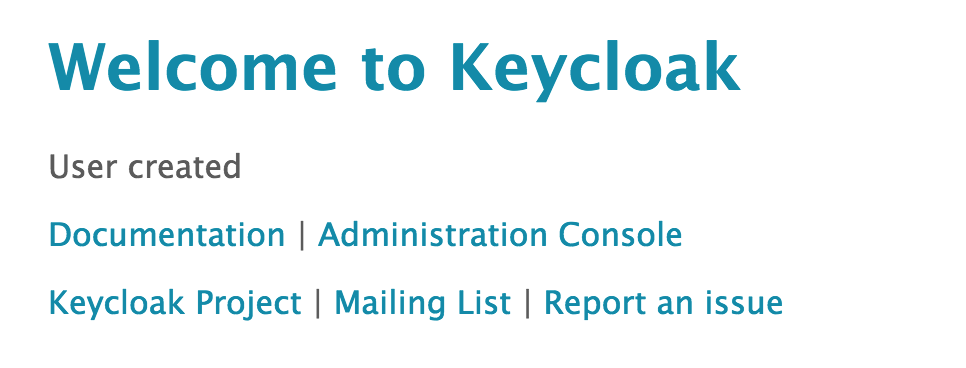 Welcome to Keycloak
User created
Documentation | Administration Console
Keycloak Project | Mailing List | Report an issue